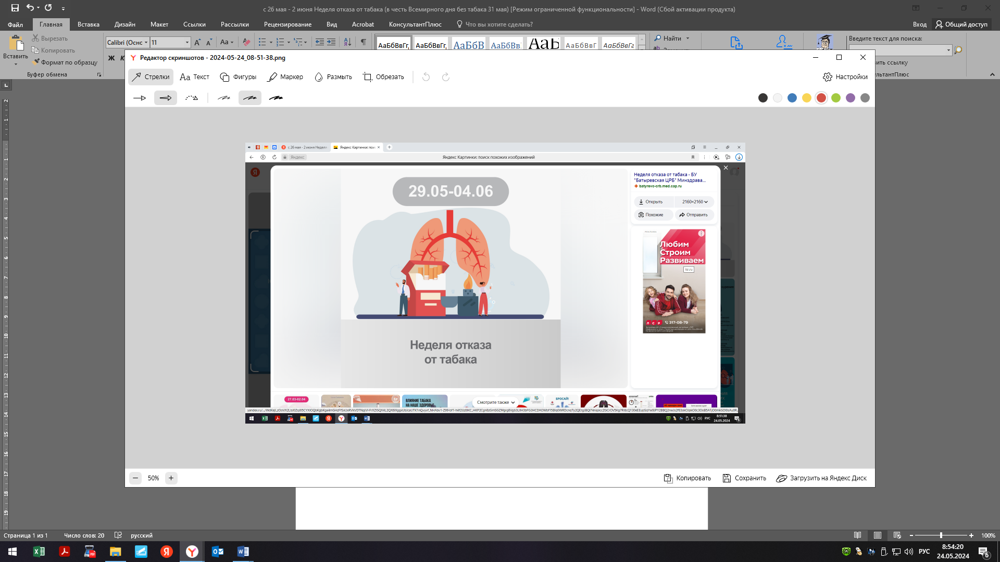 с 26 мая - 2 июня Неделя отказа от табака (в честь Всемирного дня без табака 31 мая) [Режим ограниченной функциональности] - Word (Сбой активации продукта)
Файл Главная Вставка Дизайн Макет Ссылки Рассылки Рецензирование Вид Acrobat КонсультантПлюс Что вы хотите сделать? Вход Общий доступ
Вставить
Вырезать
Копировать
Формат по образцу
Буфер обмена
Calibri (Оснс 11
Ж К
АаБбВвГг, АаБбВвГг, АаБбВ АаБбВв. АаБ АаБбВвГ АаБбВвГг
Найти
Введите текст для поиска:
ить ссылку
ультантПлюс
Редактор скриншотов - 2024-05-24_08-51-38.png
Стрелки Текст Фигуры Маркер Размыть Обрезать Настройки
с 26 мая - 2 июня Неделя
Яндекс Картинки: пои
Яндекс
Яндекс Картинки: поиск похожих изображений
29.05-04.06
Неделя отказа
от табака
Неделя отказа от табака - БУ
"Батыревская ЦРБ" Минздрава...
batyrevo-crb.med.cap.ru
Открыть 2160×2160
Похожие Отправить
РЕКЛАМА
Любим
Строим
Развиваем
lsr.ru
ЛСР 317-08-79
27.03-02.04
ВЛИЯНИЕ ТАБАКА
НА НАШЕ ЗДОРОВЬЕ
Смотрите также
БРОСАЙ!
РУС
8:51:38
24.05.2024
50%
Копировать Сохранить Загрузить на Яндекс Диск
Страница 1 из 1 Число слов: 20 русский 100%
РУС
8:54:20
24.05.2024
6